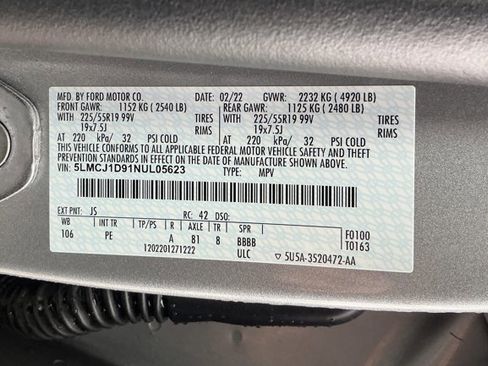 MFD. BY FORD MOTOR CO. DATE: 02/22 GVWR: 2232 KG ( 4920 LB)
FRONT GAWR: 1152 KG ( 2540 LB) REAR GAWR: 1125 KG ( 2480 LB)
WITH 225/55R19 99V TIRES WITH 225/55R19 99V TIRES
19x7.5J RIMS 19x7.5J RIMS
AT 220 kPa/ 32 PSI COLD AT 220 kPa/ 32 PSI COLD
THIS VEHICLE CONFORMS TO ALL APPLICABLE FEDERAL MOTOR VEHICLE SAFETY AND THEFT
PREVENTION STANDARDS IN EFFECT ON THE DATE OF MANUFACTURE SHOWN ABOVE.
VIN: 5LMCJ1D91NUL05623 TYPE: MPV
EXT PNT: JS RC: 42 DSO: F0100
WB INT TR TP/PS R AXLE TR SPR T0163
106 PE A 81 8 BBBB
1202201271222 ULC ▽ 5U5A-3520472-AA